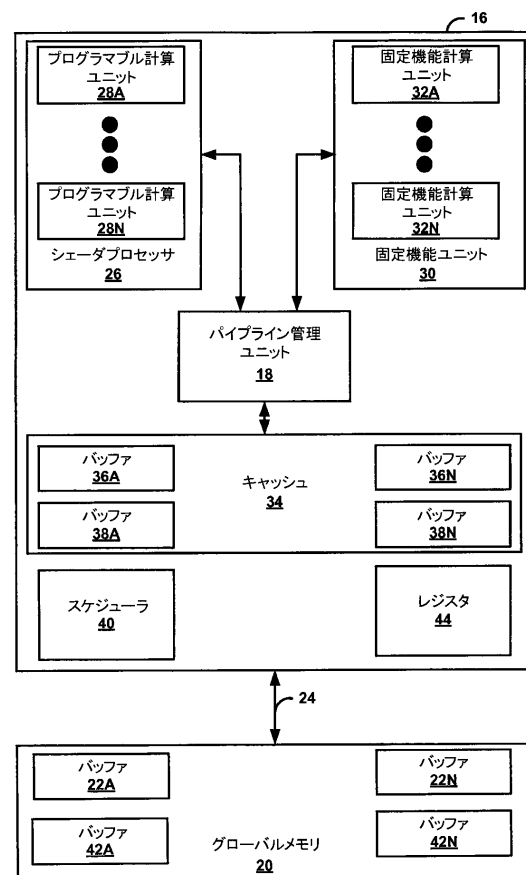 16
プログラマブル計算
ユニット
28A
プログラマブル計算
ユニット
28N
シェーダプロセッサ
26
固定機能計算
ユニット
32A
固定機能計算
ユニット
32N
固定機能ユニット
30
パイプライン管理
ユニット
18
バッファ
36A
バッファ
38A
キャッシュ
34
バッファ
36N
バッファ
38N
スケジューラ
40
レジスタ
44
24
バッファ
22A
バッファ
42A
グローバルメモリ
20
バッファ
22N
バッファ
42N